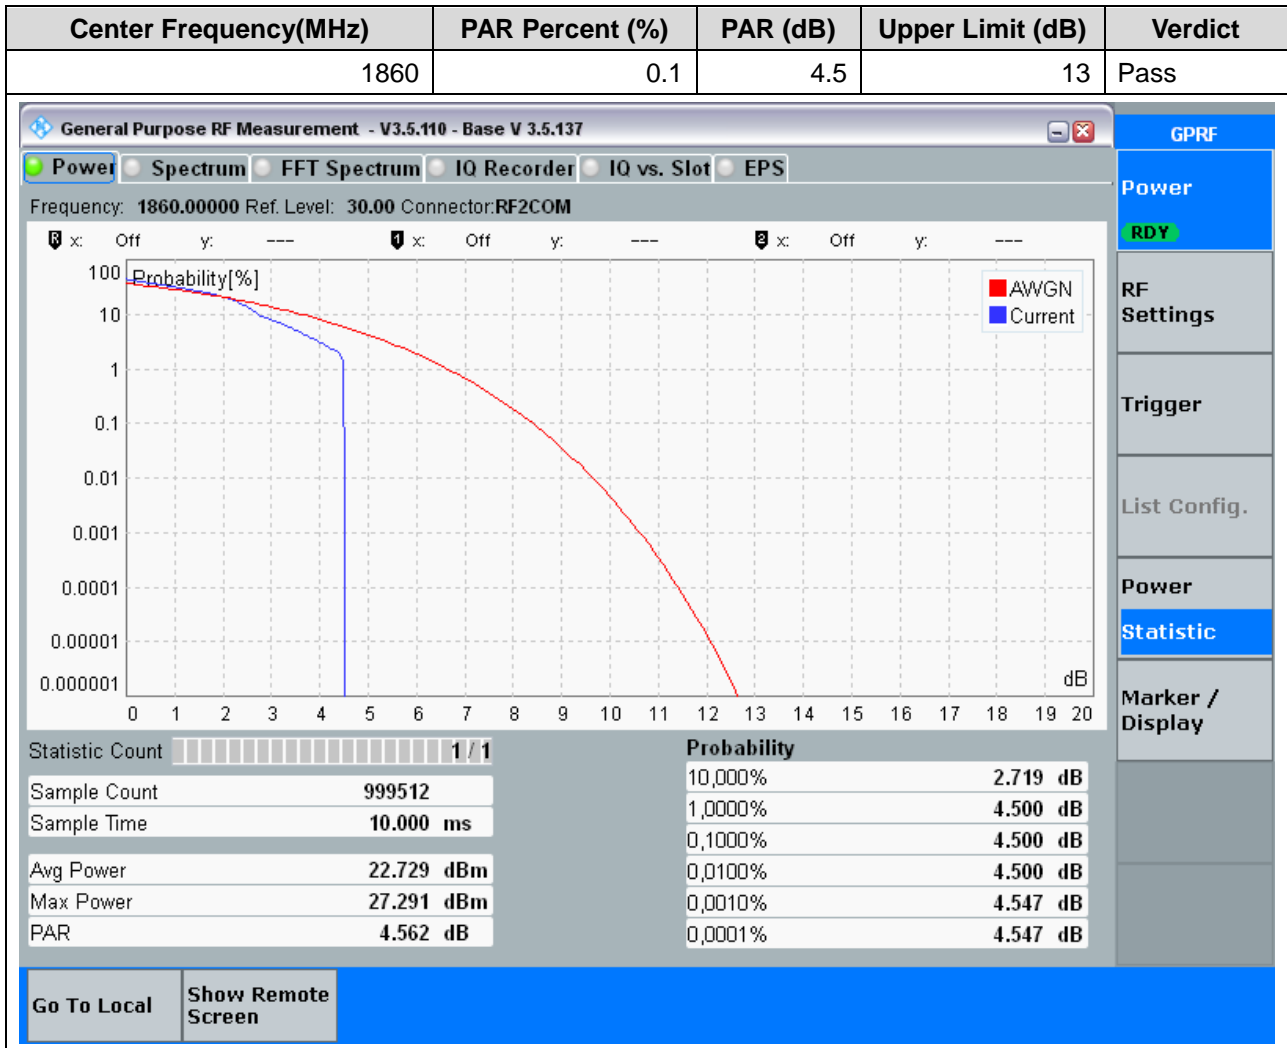 Center Frequency(MHz) PAR Percent (%) PAR (dB) Upper Limit (dB) Verdict
1860 0.1 4.5 13 Pass
General Purpose RF Measurement - V3.5.110 - Base V 3.5.137
GPRF
Power Spectrum FFT Spectrum IQ Recorder IQ vs. Slot EPS
Frequency: 1860.00000 Ref. Level: 30.00 Connector:RF2COM
R x: Off y: --- 1 x: Off y: --- 2 x: Off y: ---
Probability[%]
AWGN
Current
100
10
1
0.1
0.01
0.001
0.0001
0.00001
0.000001
dB
0 1 2 3 4 5 6 7 8 9 10 11 12 13 14 15 16 17 18 19 20
Statistic Count 1 / 1
Sample Count 999512
Sample Time 10.000 ms
Avg Power 22.729 dBm
Max Power 27.291 dBm
PAR 4.562 dB
Probability
10,000% 2.719 dB
1,0000% 4.500 dB
0,1000% 4.500 dB
0,0100% 4.500 dB
0,0010% 4.547 dB
0,0001% 4.547 dB
Power
RDY
RF
Settings
Trigger
List Config.
Power
Statistic
Marker /
Display
Go To Local
Show Remote
Screen